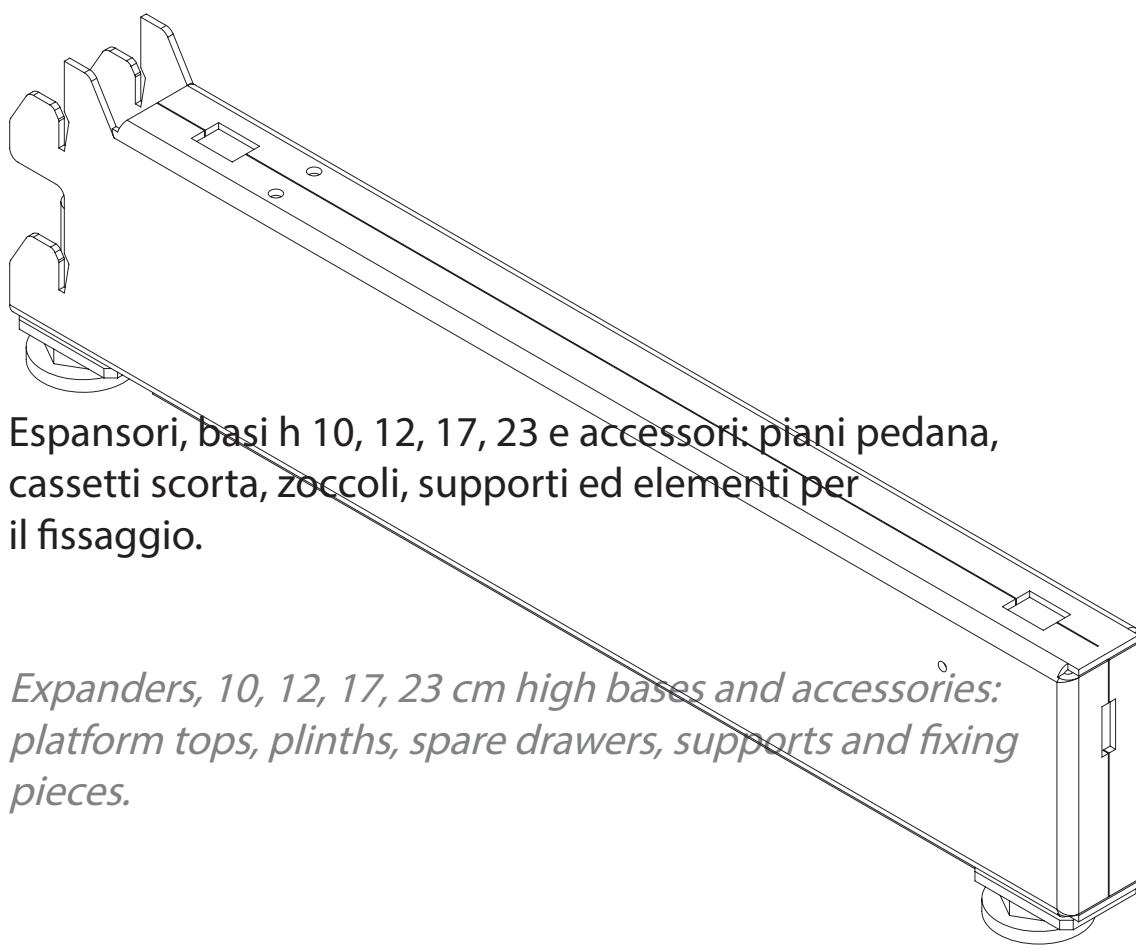 Espansori, basi h 10, 12, 17, 23 e accessori: piani pedana,
cassetti scorta, zoccoli, supporti ed elementi per
il fissaggio.
Expanders, 10, 12, 17, 23 cm high bases and accessories:
platform tops, plinths, spare drawers, supports and fixing
pieces.